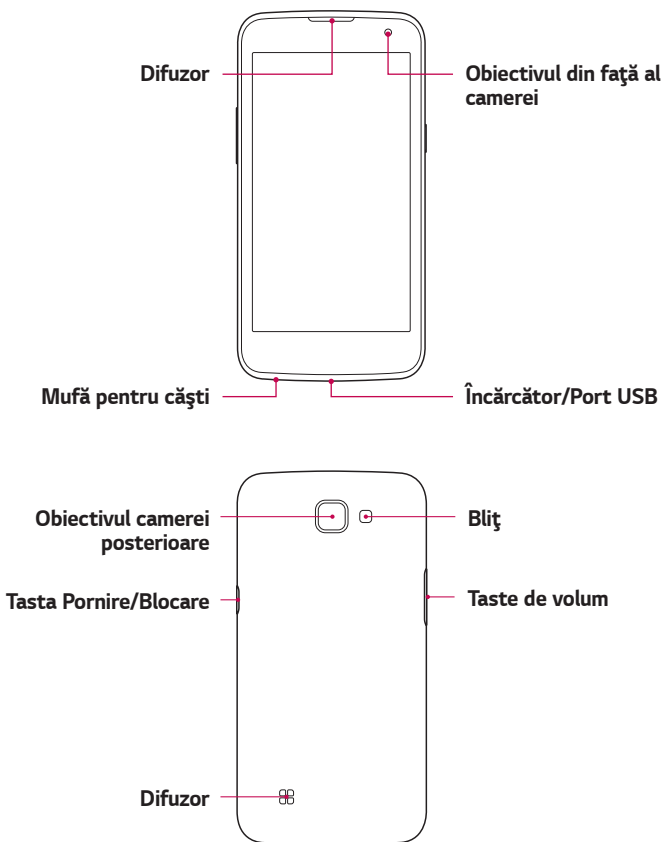 Difuzor
Obiectivul din faţă al
camerei
Mufă pentru căşti
Încărcător/Port USB
Obiectivul camerei
posterioare
Bliţ
Tasta Pornire/Blocare
Taste de volum
Difuzor